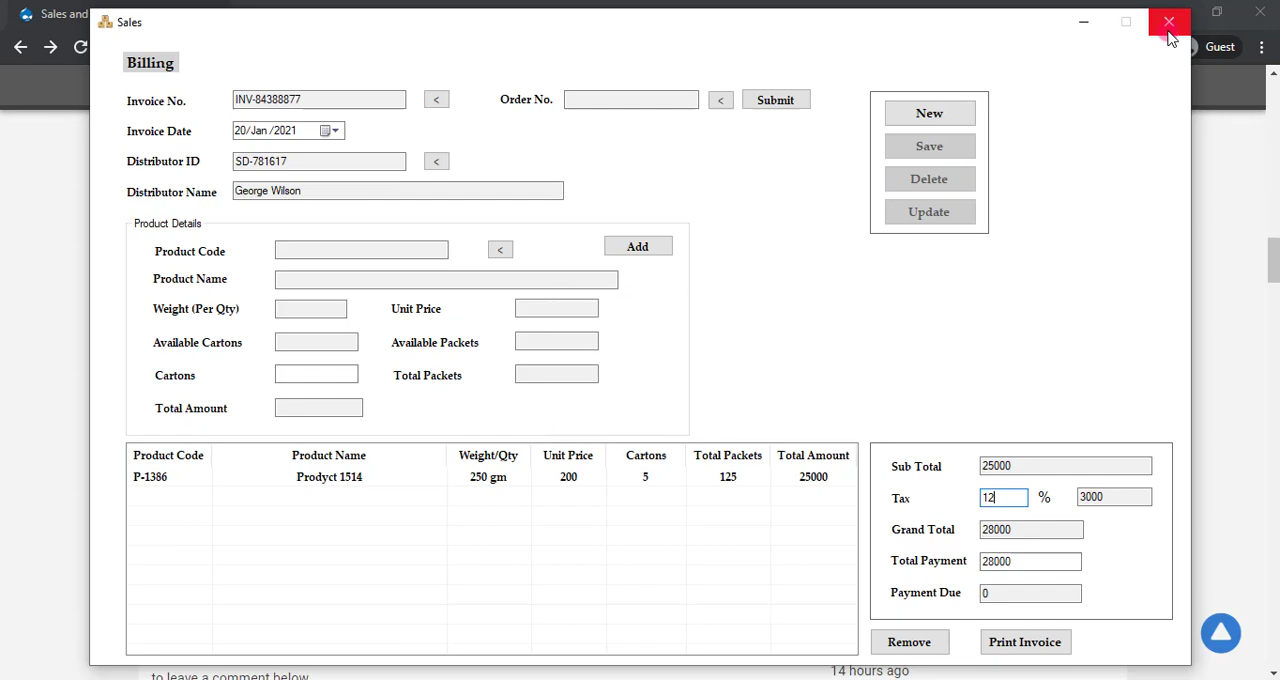 Sales and
Sales
Guest
Billing
Invoice No. INV-84388877 < Order No. < Submit
Invoice Date 20/Jan /2021
Distributor ID SD-781617 <
Distributor Name George Wilson
New
Save
Delete
Update
Product Details
Product Code < Add
Product Name
Weight (Per Qty) Unit Price
Available Cartons Available Packets
Cartons Total Packets
Total Amount
Product Code Product Name Weight/Qty Unit Price Cartons Total Packets Total Amount
P-1386 Prodyct 1514 250 gm 200 5 125 25000
Sub Total 25000
Tax 12 % 3000
Grand Total 28000
Total Payment 28000
Payment Due 0
Remove Print Invoice
to leave a comment below
14 hours ago